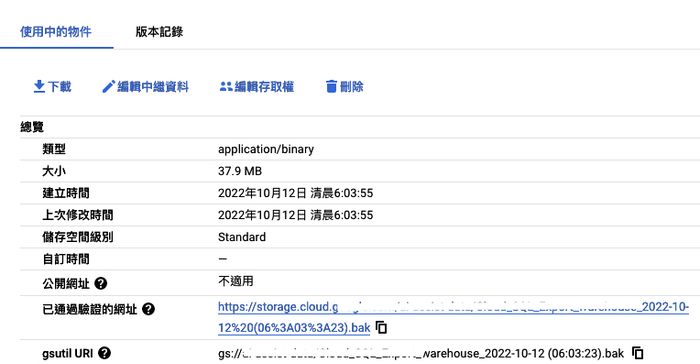 使用中的物件 版本記錄
下載 編輯中繼資料 編輯存取權 刪除
總覽
類型 application/binary
大小 37.9 MB
建立時間 2022年10月12日 清晨6:03:55
上次修改時間 2022年10月12日 清晨6:03:55
儲存空間級別 Standard
自訂時間 —
公開網址 不適用
已通過驗證的網址 https://storage.cloud.g warehouse_2022-10-
12%20(06%3A03%3A23).bak
gsutil URI gs:// warehouse_2022-10-12 (06:03:23).bak